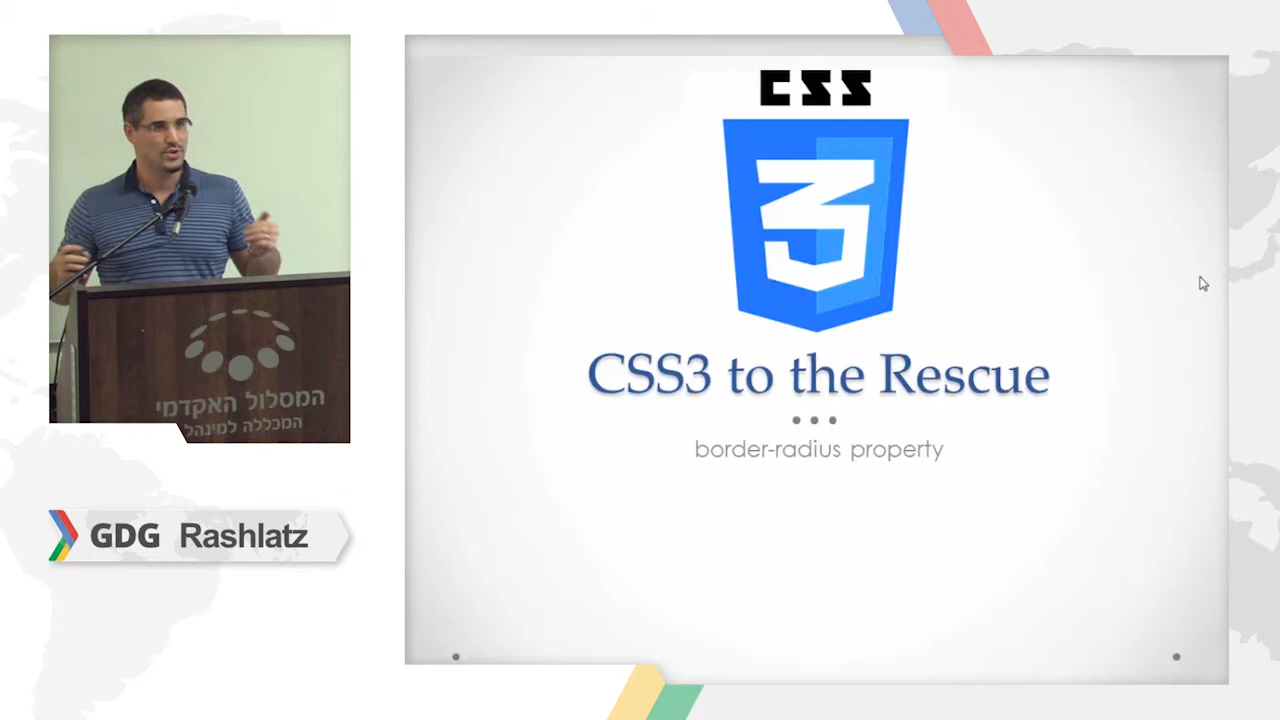 CSS
3
CSS3 to the Rescue
border-radius property
המסלול האקדמי
המכללה למינהל
GDG Rashlatz